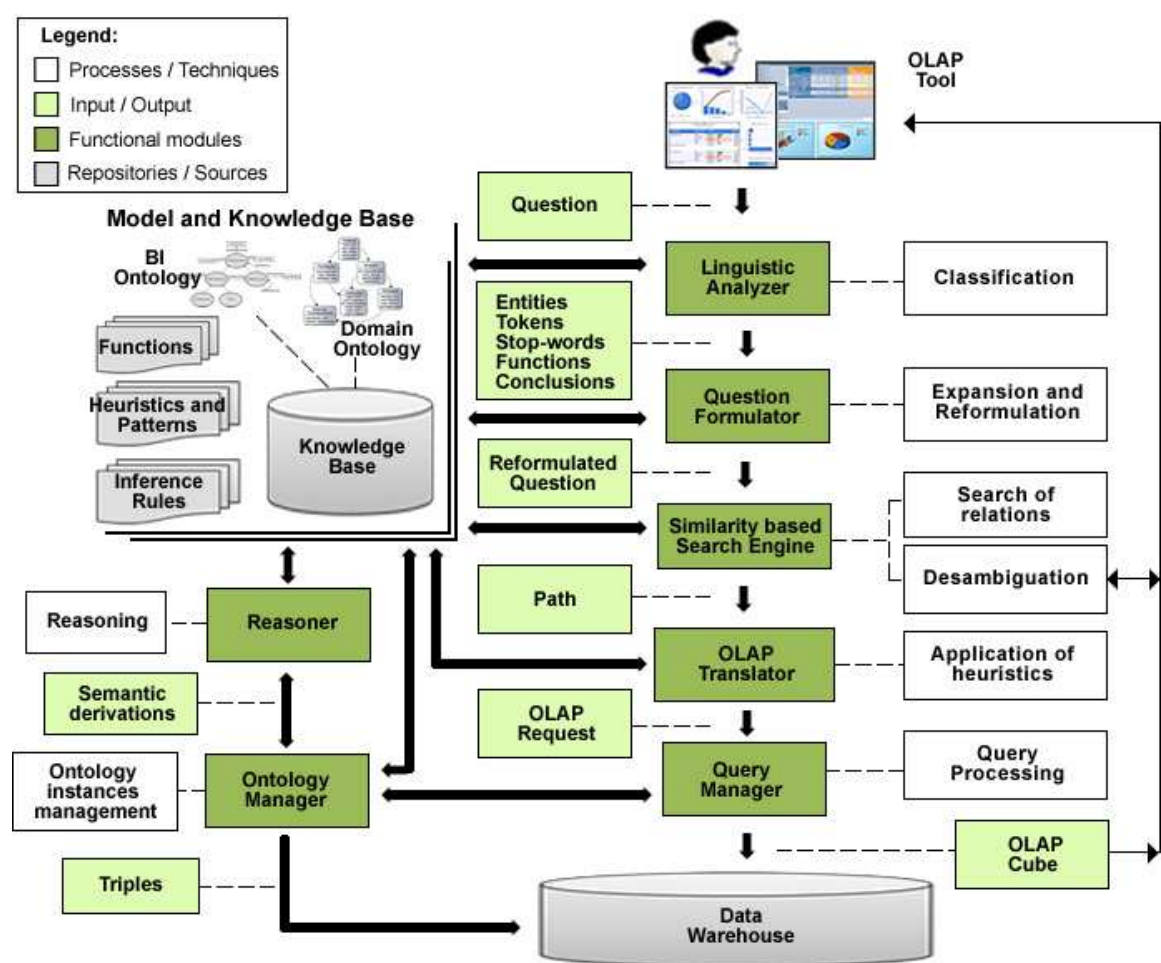 Legend:
Processes / Techniques
Input / Output
Functional modules
Repositories / Sources
OLAP
Tool
Model and Knowledge Base
BI
Ontology
Domain
Ontology
Functions
Heuristics and
Patterns
Inference
Rules
Knowledge
Base
Question
Linguistic
Analyzer
Classification
Entities
Tokens
Stop-words
Functions
Conclusions
Question
Formulator
Expansion and
Reformulation
Reformulated
Question
Similarity based
Search Engine
Search of
relations
Desambiguation
Path
OLAP
Translator
Application of
heuristics
OLAP
Request
Query
Manager
Query
Processing
OLAP
Cube
Reasoning
Reasoner
Semantic
derivations
Ontology
instances
management
Ontology
Manager
Triples
Data
Warehouse